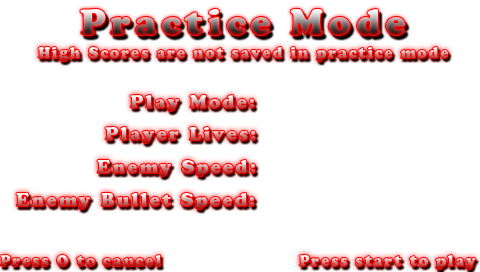 Practice Mode
High Scores are not saved in practice mode
Play Mode:
Player Lives:
Enemy Speed:
Enemy Bullet Speed:
Press O to cancel
Press start to play